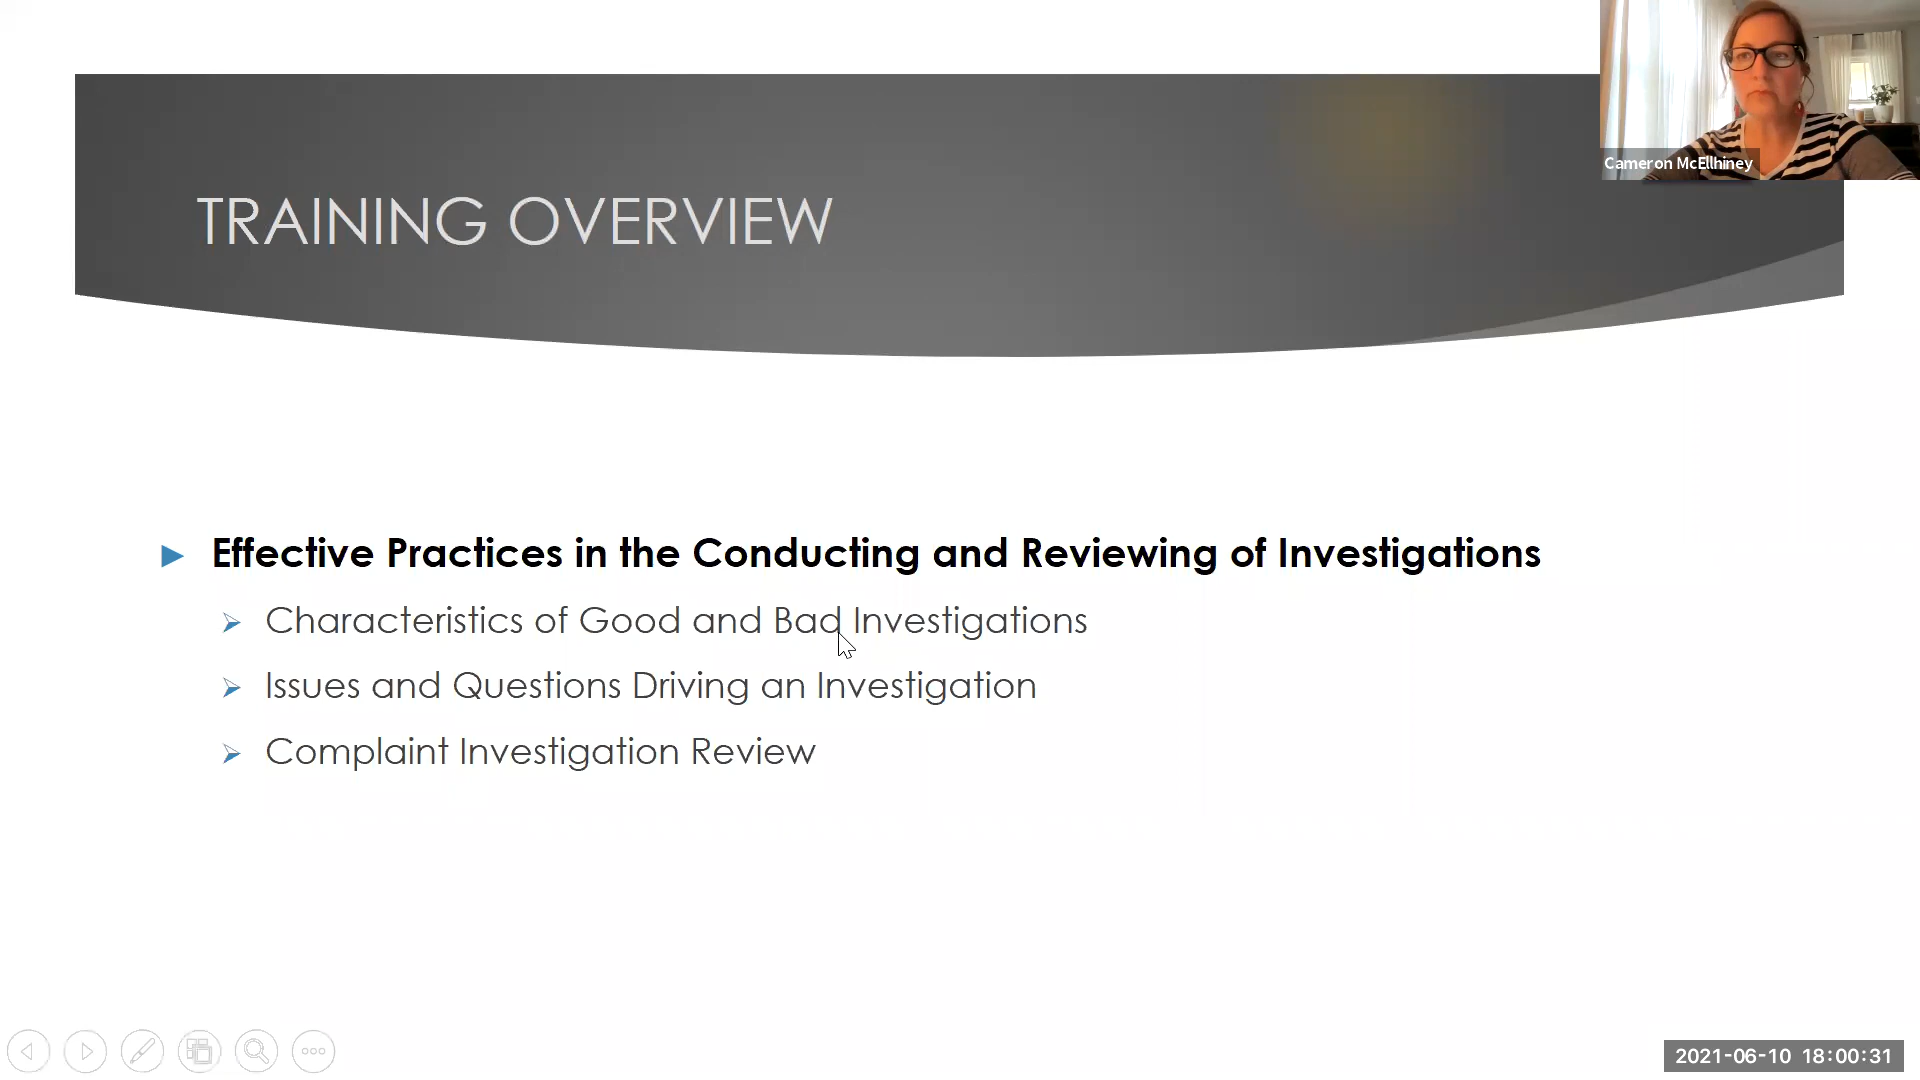 Cameron McEllhiney
TRAINING OVERVIEW
Effective Practices in the Conducting and Reviewing of Investigations
Characteristics of Good and Bad Investigations
Issues and Questions Driving an Investigation
Complaint Investigation Review
2021-06-10 18:00:31